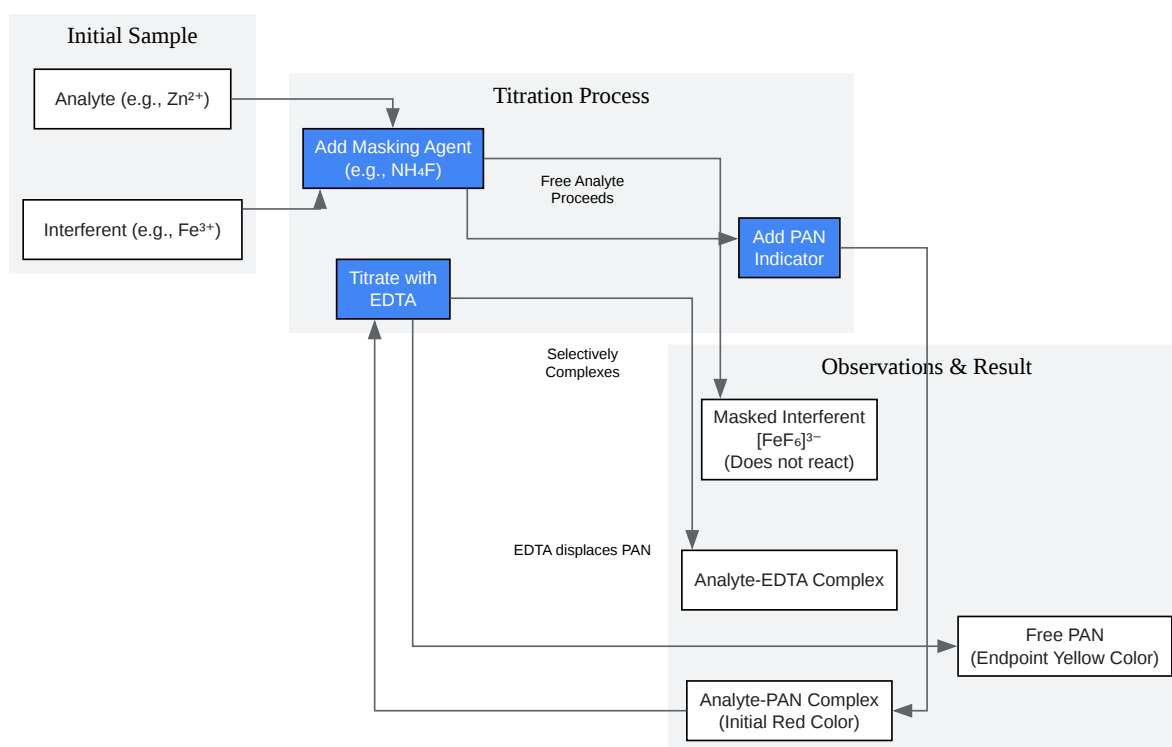 Initial Sample
Analyte (e.g., Zn²⁺)
Interferent (e.g., Fe³⁺)
Titration Process
Add Masking Agent
(e.g., NH₄F)
Free Analyte
Proceeds
Add PAN
Indicator
Titrate with
EDTA
Selectively
Complexes
Observations & Result
Masked Interferent
[FeF₆]³⁻
(Does not react)
EDTA displaces PAN
Analyte-EDTA Complex
Free PAN
(Endpoint Yellow Color)
Analyte-PAN Complex
(Initial Red Color)